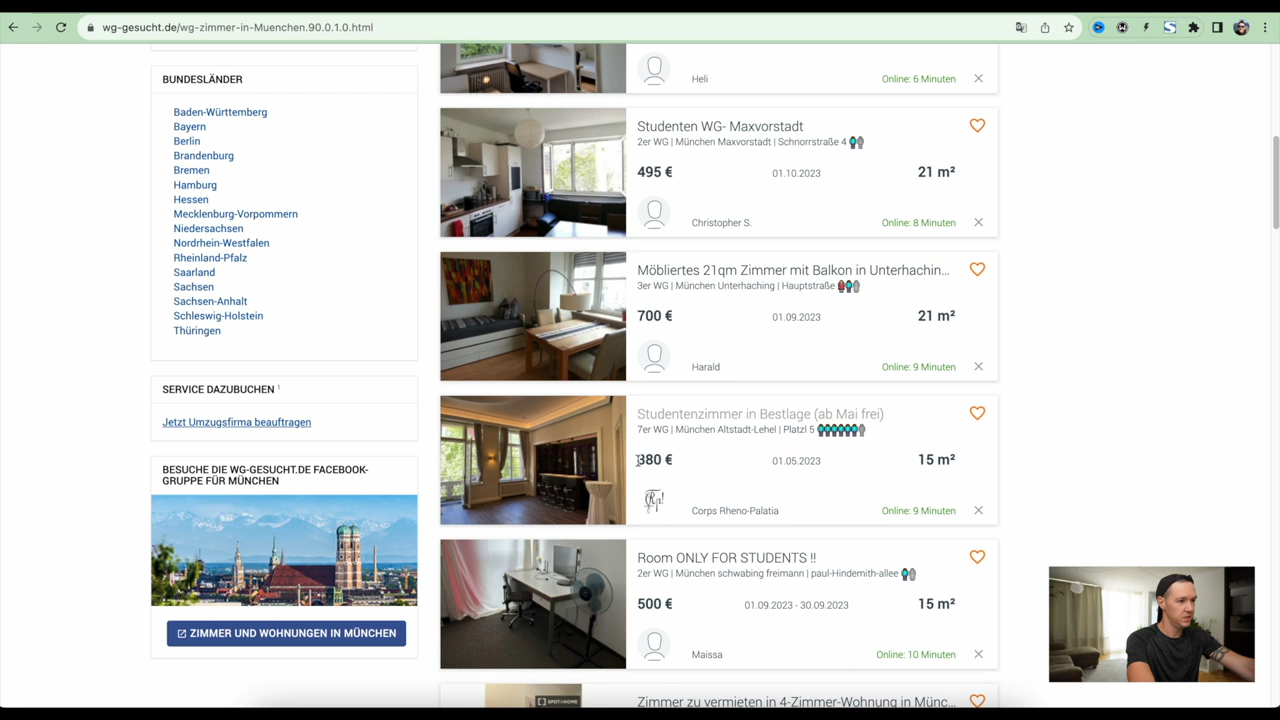 wg-gesucht.de/wg-zimmer-in-Muenchen.90.0.1.0.html
BUNDESLÄNDER
Baden-Württemberg
Bayern
Berlin
Brandenburg
Bremen
Hamburg
Hessen
Mecklenburg-Vorpommern
Niedersachsen
Nordrhein-Westfalen
Rheinland-Pfalz
Saarland
Sachsen
Sachsen-Anhalt
Schleswig-Holstein
Thüringen
SERVICE DAZUBUCHEN 1
Jetzt Umzugsfirma beauftragen
BESUCHE DIE WG-GESUCHT.DE FACEBOOK-
GRUPPE FÜR MÜNCHEN
ZIMMER UND WOHNUNGEN IN MÜNCHEN
Heli Online: 6 Minuten
Studenten WG- Maxvorstadt
2er WG | München Maxvorstadt | Schnorrstraße 4
495 € 01.10.2023 21 m²
Christopher S. Online: 8 Minuten
Möbliertes 21qm Zimmer mit Balkon in Unterhachin...
3er WG | München Unterhaching | Hauptstraße
700 € 01.09.2023 21 m²
Harald Online: 9 Minuten
Studentenzimmer in Bestlage (ab Mai frei)
7er WG | München Altstadt-Lehel | Platzl 5
380 € 01.05.2023 15 m²
Corps Rheno-Palatia Online: 9 Minuten
Room ONLY FOR STUDENTS !!
2er WG | München schwabing freimann | paul-Hindemith-allee
500 € 01.09.2023 - 30.09.2023 15 m²
Maissa Online: 10 Minuten
SPOTAHOME
Zimmer zu vermieten in 4-Zimmer-Wohnung in Münc...